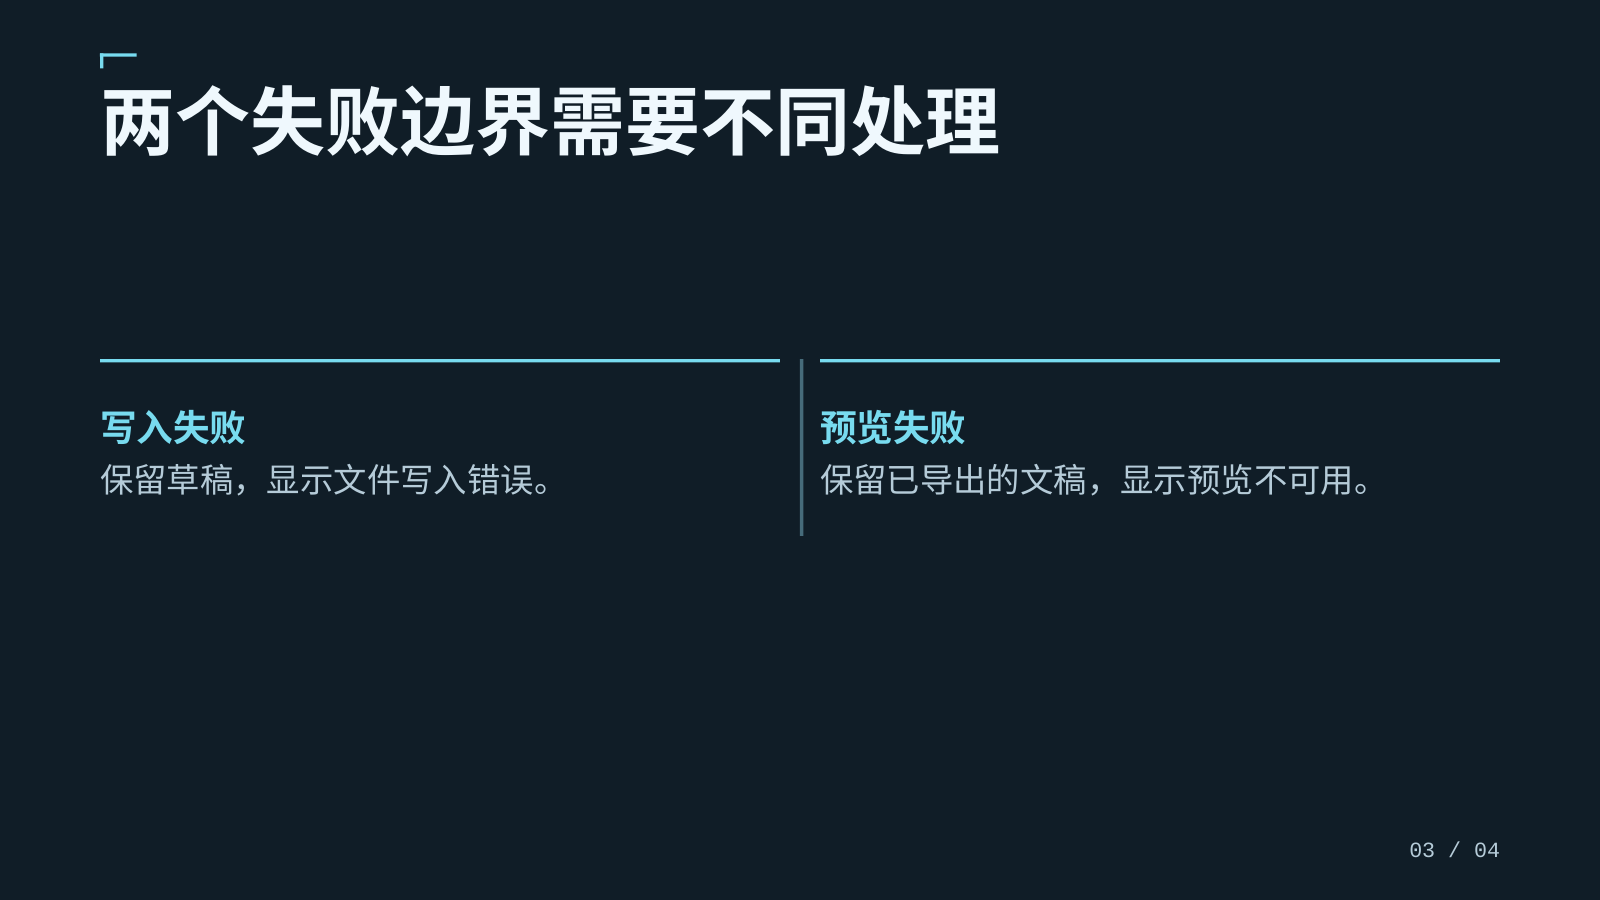 两个失败边界需要不同处理
写入失败
保留草稿，显示文件写入错误。
预览失败
保留已导出的文稿，显示预览不可用。
03 / 04